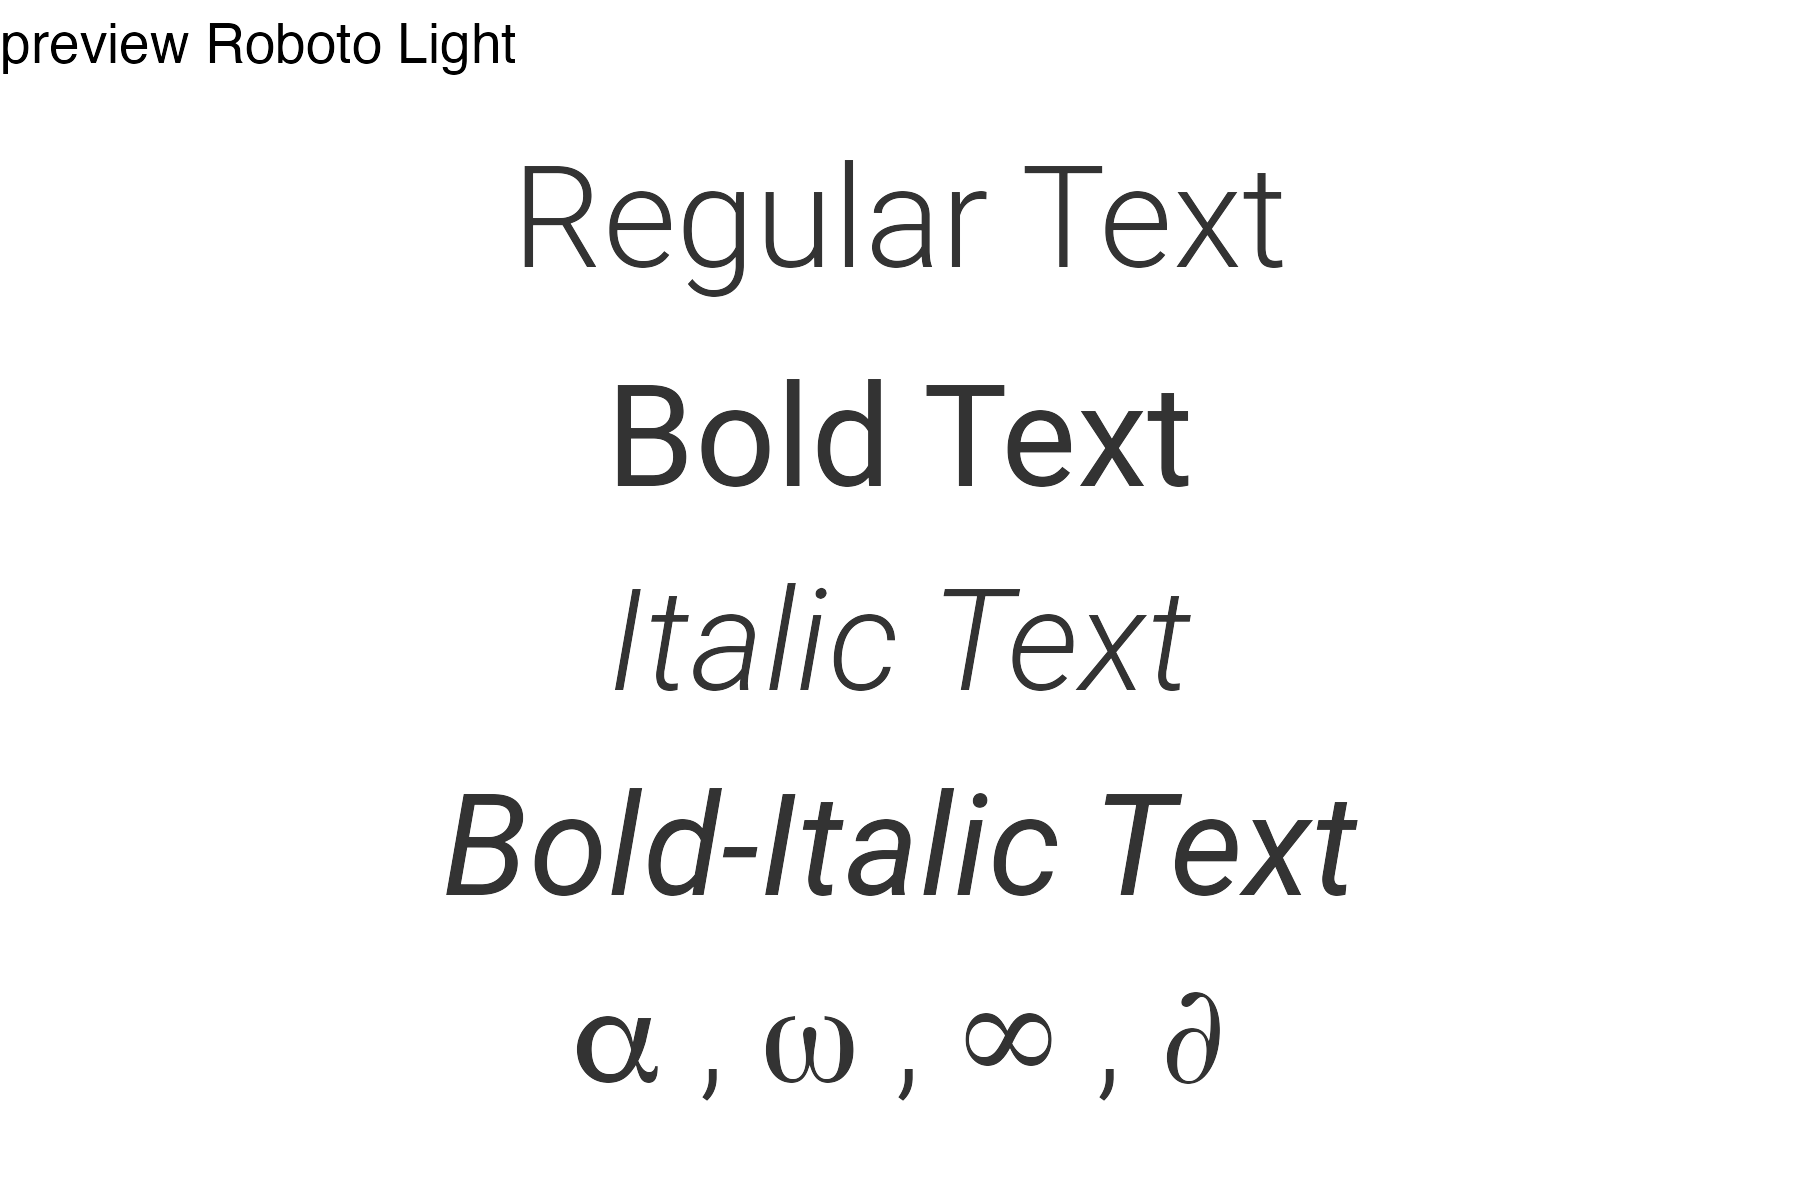 preview Roboto Light
Regular Text
Bold Text
Italic Text
Bold-Italic Text
α , ω , ∞ , ∂